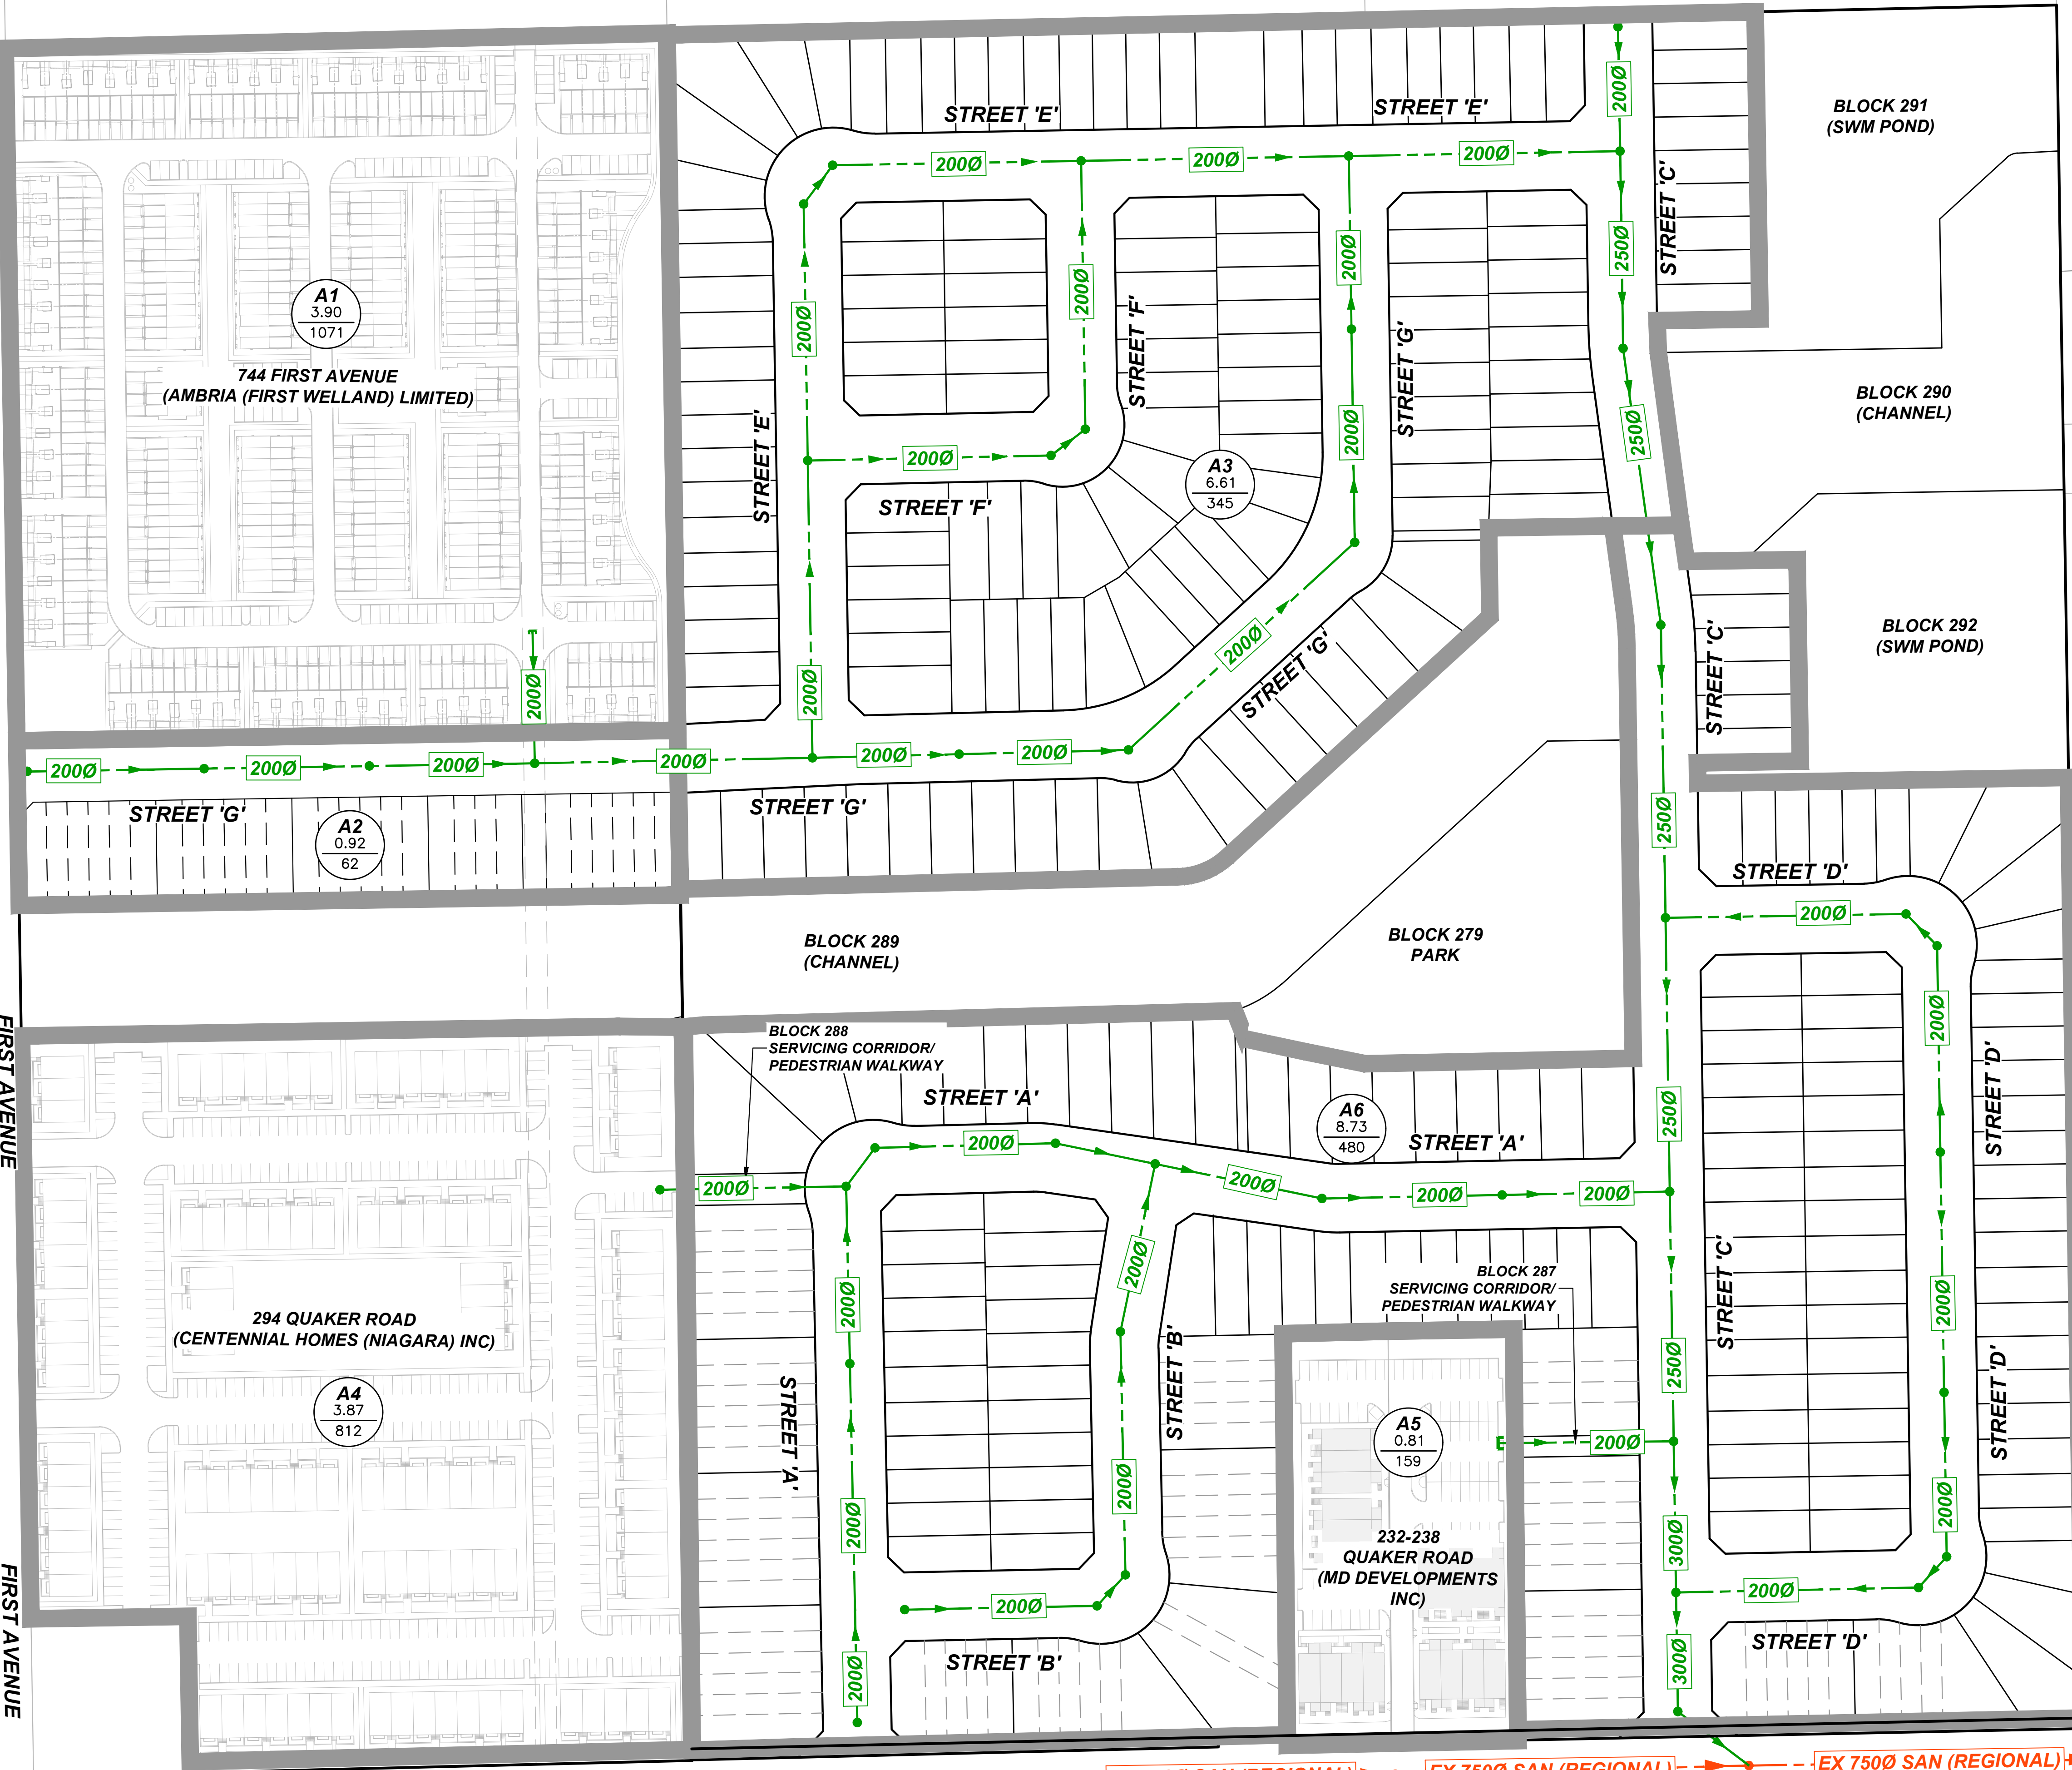 STREET 'E'
STREET 'E'
200Ø
BLOCK 291
(SWM POND)
200Ø
200Ø
200Ø
STREET 'C'
250Ø
200Ø
200Ø
200Ø
A1
3.90
1071
744 FIRST AVENUE
(AMBRIA (FIRST WELLAND) LIMITED)
STREET 'F'
STREET 'G'
BLOCK 290
(CHANNEL)
STREET 'E'
200Ø
250Ø
200Ø
A3
6.61
345
STREET 'F'
200Ø
STREET 'G'
BLOCK 292
(SWM POND)
STREET 'C'
200Ø
200Ø
200Ø
200Ø
200Ø
200Ø
200Ø
200Ø
STREET 'G'
STREET 'G'
A2
0.92
62
250Ø
STREET 'D'
200Ø
BLOCK 289
(CHANNEL)
BLOCK 279
PARK
200Ø
FIRST AVENUE
BLOCK 288
SERVICING CORRIDOR/
PEDESTRIAN WALKWAY
STREET 'A'
A6
8.73
480
STREET 'A'
250Ø
STREET 'D'
200Ø
200Ø
200Ø
200Ø
200Ø
200Ø
200Ø
BLOCK 287
SERVICING CORRIDOR/
PEDESTRIAN WALKWAY
STREET 'C'
200Ø
294 QUAKER ROAD
(CENTENNIAL HOMES (NIAGARA) INC)
250Ø
STREET 'D'
A4
3.87
812
STREET 'A'
STREET 'B'
A5
0.81
159
200Ø
200Ø
200Ø
200Ø
232-238
QUAKER ROAD
(MD DEVELOPMENTS
INC)
300Ø
200Ø
200Ø
FIRST AVENUE
STREET 'B'
200Ø
300Ø
STREET 'D'
SAN (REGIONAL)
EX 750Ø SAN (REGIONAL)
EX 750Ø SAN (REGIONAL)